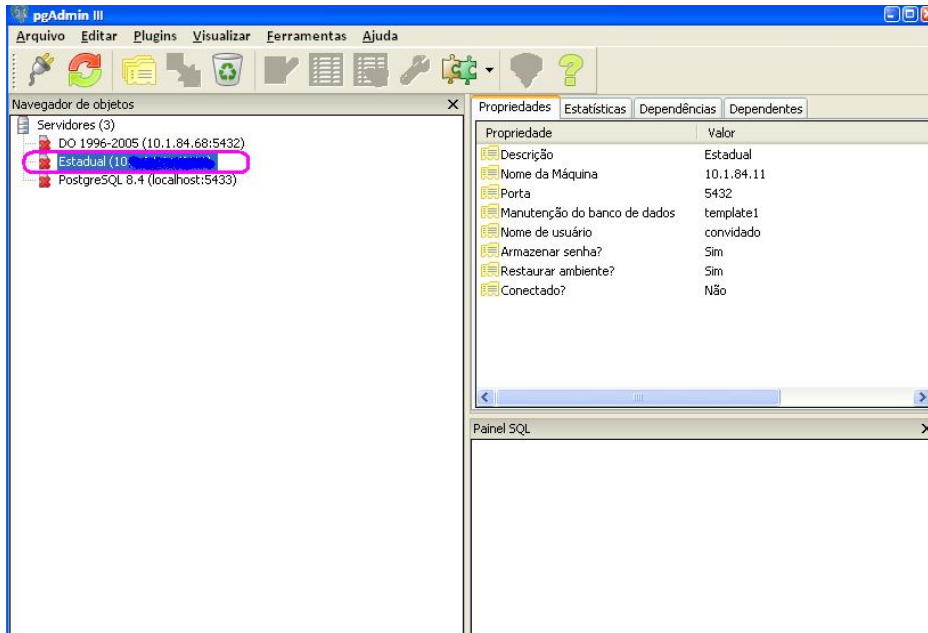 pgAdmin III
Arquivo Editar Plugins Visualizar Ferramentas Ajuda
Navegador de objetos
Servidores (3)
DO 1996-2005 (10.1.84.68:5432)
Estadual (10.
PostgreSQL 8.4 (localhost:5433)
Propriedades Estatísticas Dependências Dependentes
Propriedade Valor
Descrição Estadual
Nome da Máquina 10.1.84.11
Porta 5432
Manutenção do banco de dados template1
Nome de usuário convidado
Armazenar senha? Sim
Restaurar ambiente? Sim
Conectado? Não
Painel SQL